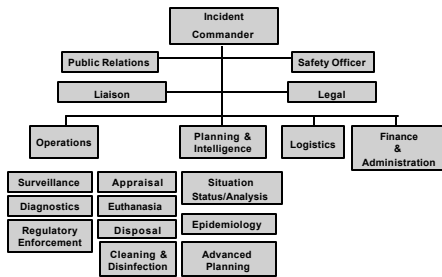 Incident
Commander
Public Relations
Safety Officer
Liaison
Legal
Operations
Planning &
Intelligence
Logistics
Finance
&
Administration
Surveillance
Appraisal
Situation
Status/Analysis
Diagnostics
Euthanasia
Regulatory
Enforcement
Disposal
Epidemiology
Cleaning &
Disinfection
Advanced
Planning